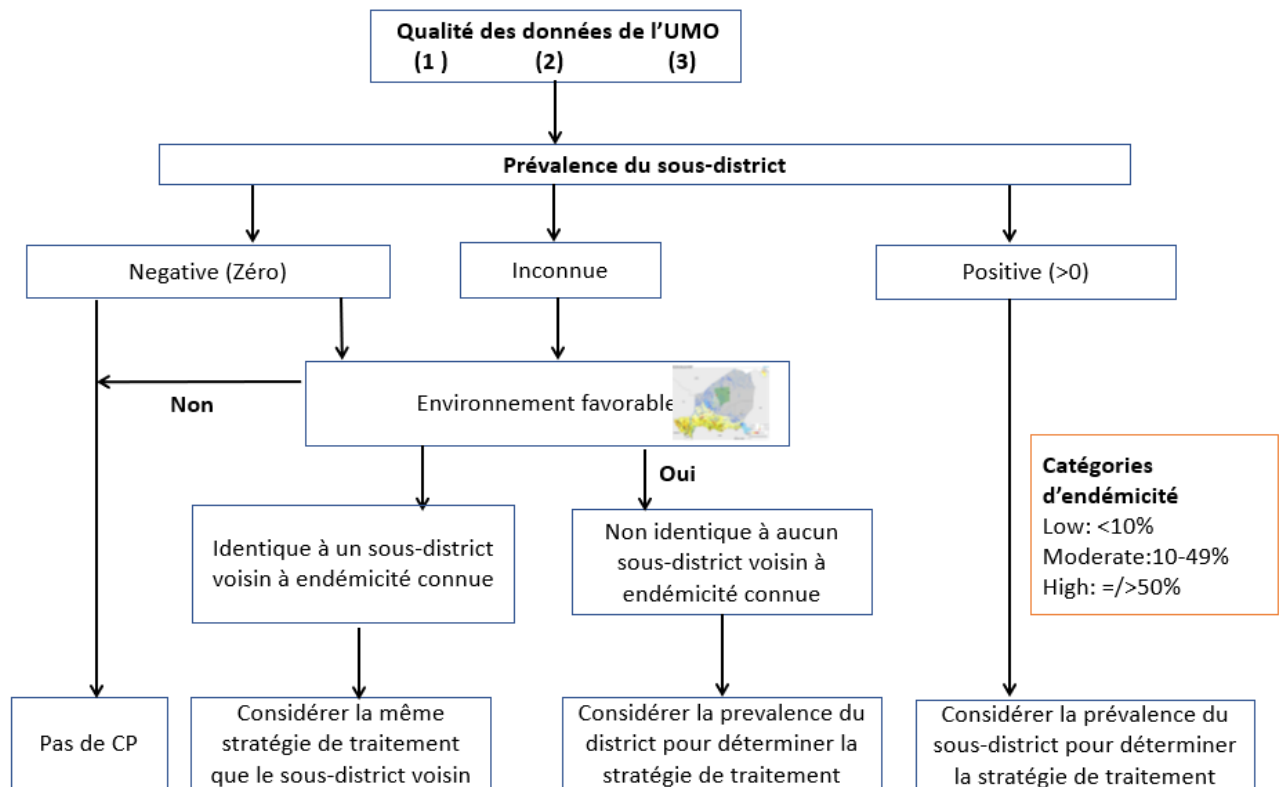 Qualité des données de l'UMO
(1 ) (2) (3)
Prévalence du sous-district
Negative (Zéro)
Inconnue
Positive (>0)
Non
Environnement favorable
Oui
Catégories
d'endémicité
Low: <10%
Moderate:10-49%
High: =/>50%
Identique à un sous-district
voisin à endémicité connue
Non identique à aucun
sous-district voisin à
endémicité connue
Pas de CP
Considérer la même
stratégie de traitement
que le sous-district voisin
Considérer la prevalence du
district pour déterminer la
stratégie de traitement
Considérer la prévalence du
sous-district pour déterminer
la stratégie de traitement